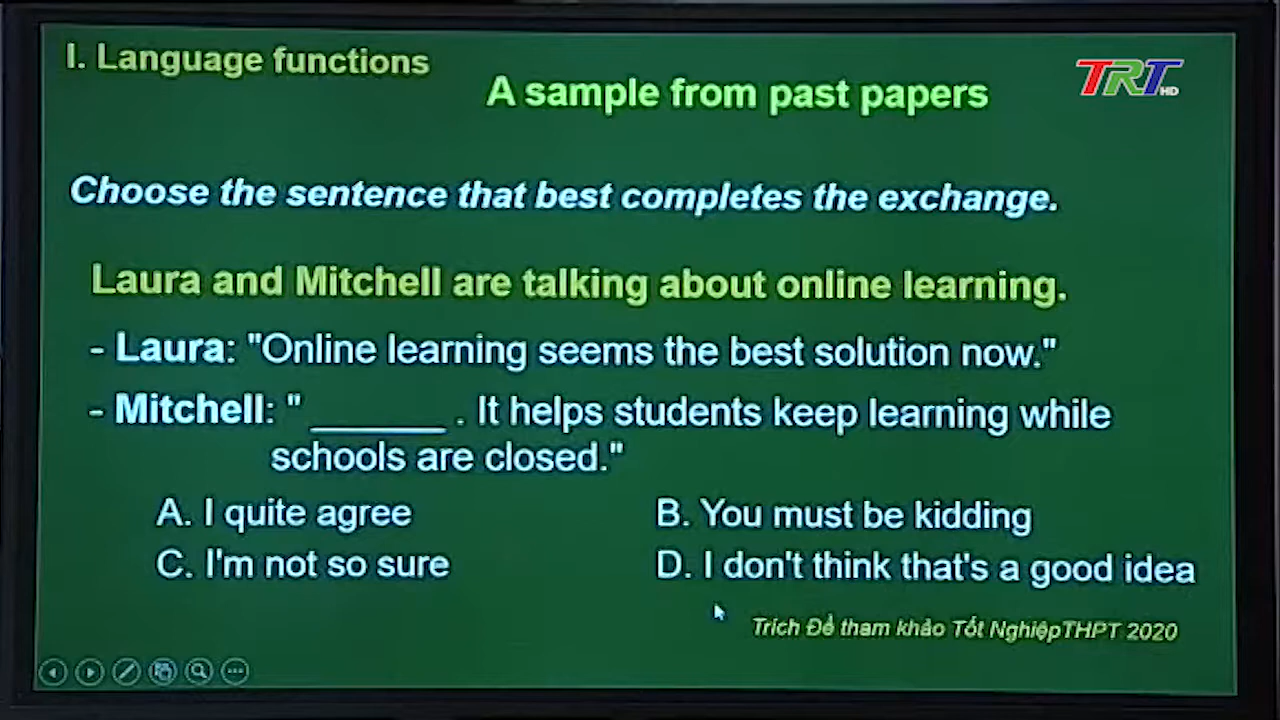 I. Language functions
A sample from past papers
TRT HD
Choose the sentence that best completes the exchange.
Laura and Mitchell are talking about online learning.
- Laura: "Online learning seems the best solution now."
- Mitchell: " _______ . It helps students keep learning while
schools are closed."
A. I quite agree
B. You must be kidding
C. I'm not so sure
D. I don't think that's a good idea
Trích Đề tham khảo Tốt NghiệpTHPT 2020